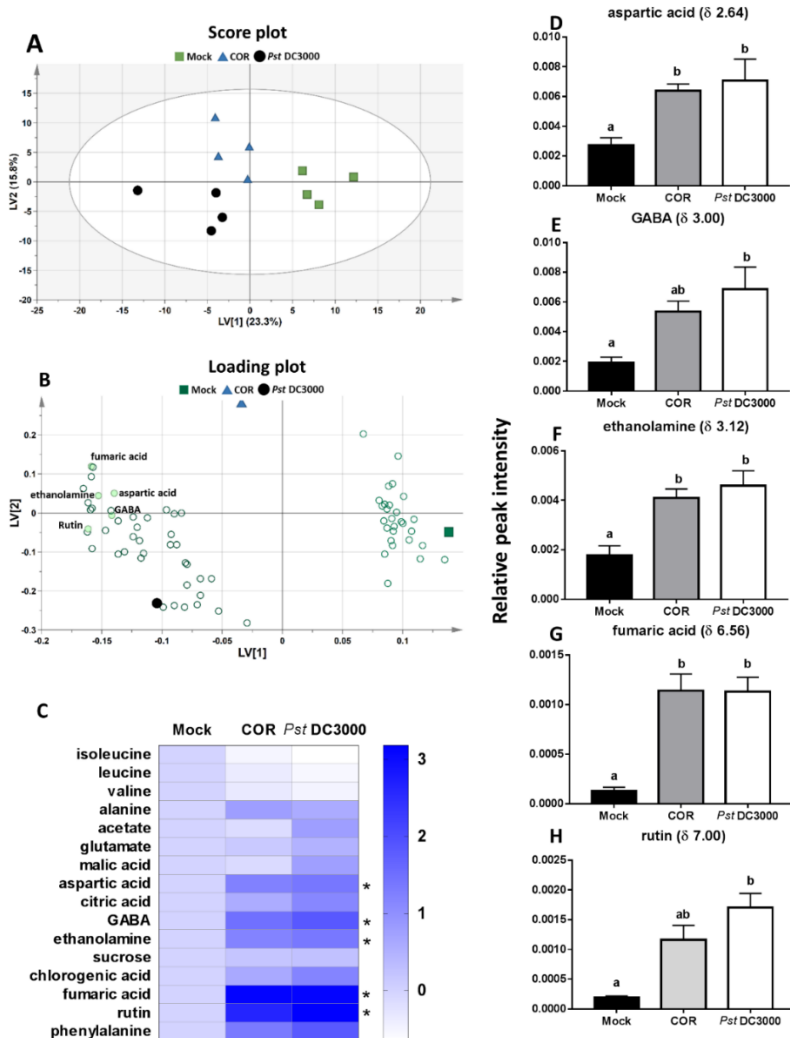 A
Score plot
Mock COR Pst DC3000
LV2 (15.8%)
15
10
5
0
-5
-10
-15
-20
-25 -20 -15 -10 -5 0 5 10 15 20
LV[1] (23.3%)
B
Loading plot
Mock COR Pst DC3000
LV[2]
0.2
0.1
0
-0.1
-0.2
-0.3
fumaric acid
ethanolamine
aspartic acid
GABA
Rutin
-0.2 -0.15 -0.1 -0.05 0 0.05 0.1
LV[1]
C
Mock COR Pst DC3000
isoleucine
leucine
valine
alanine
acetate
glutamate
malic acid
aspartic acid *
citric acid
GABA *
ethanolamine *
sucrose
chlorogenic acid
fumaric acid *
rutin *
phenylalanine
3
2
1
0
Relative peak intensity
D
aspartic acid (δ 2.64)
0.010
0.008
0.006
0.004
0.002
0.000
a b b
Mock COR Pst DC3000
E
GABA (δ 3.00)
0.010
0.008
0.006
0.004
0.002
0.000
a ab b
Mock COR Pst DC3000
F
ethanolamine (δ 3.12)
0.006
0.004
0.002
0.000
a b b
Mock COR Pst DC3000
G
fumaric acid (δ 6.56)
0.0015
0.0010
0.0005
0.0000
a b b
Mock COR Pst DC3000
H
rutin (δ 7.00)
0.0025
0.0020
0.0015
0.0010
0.0005
0.0000
a ab b
Mock COR Pst DC3000